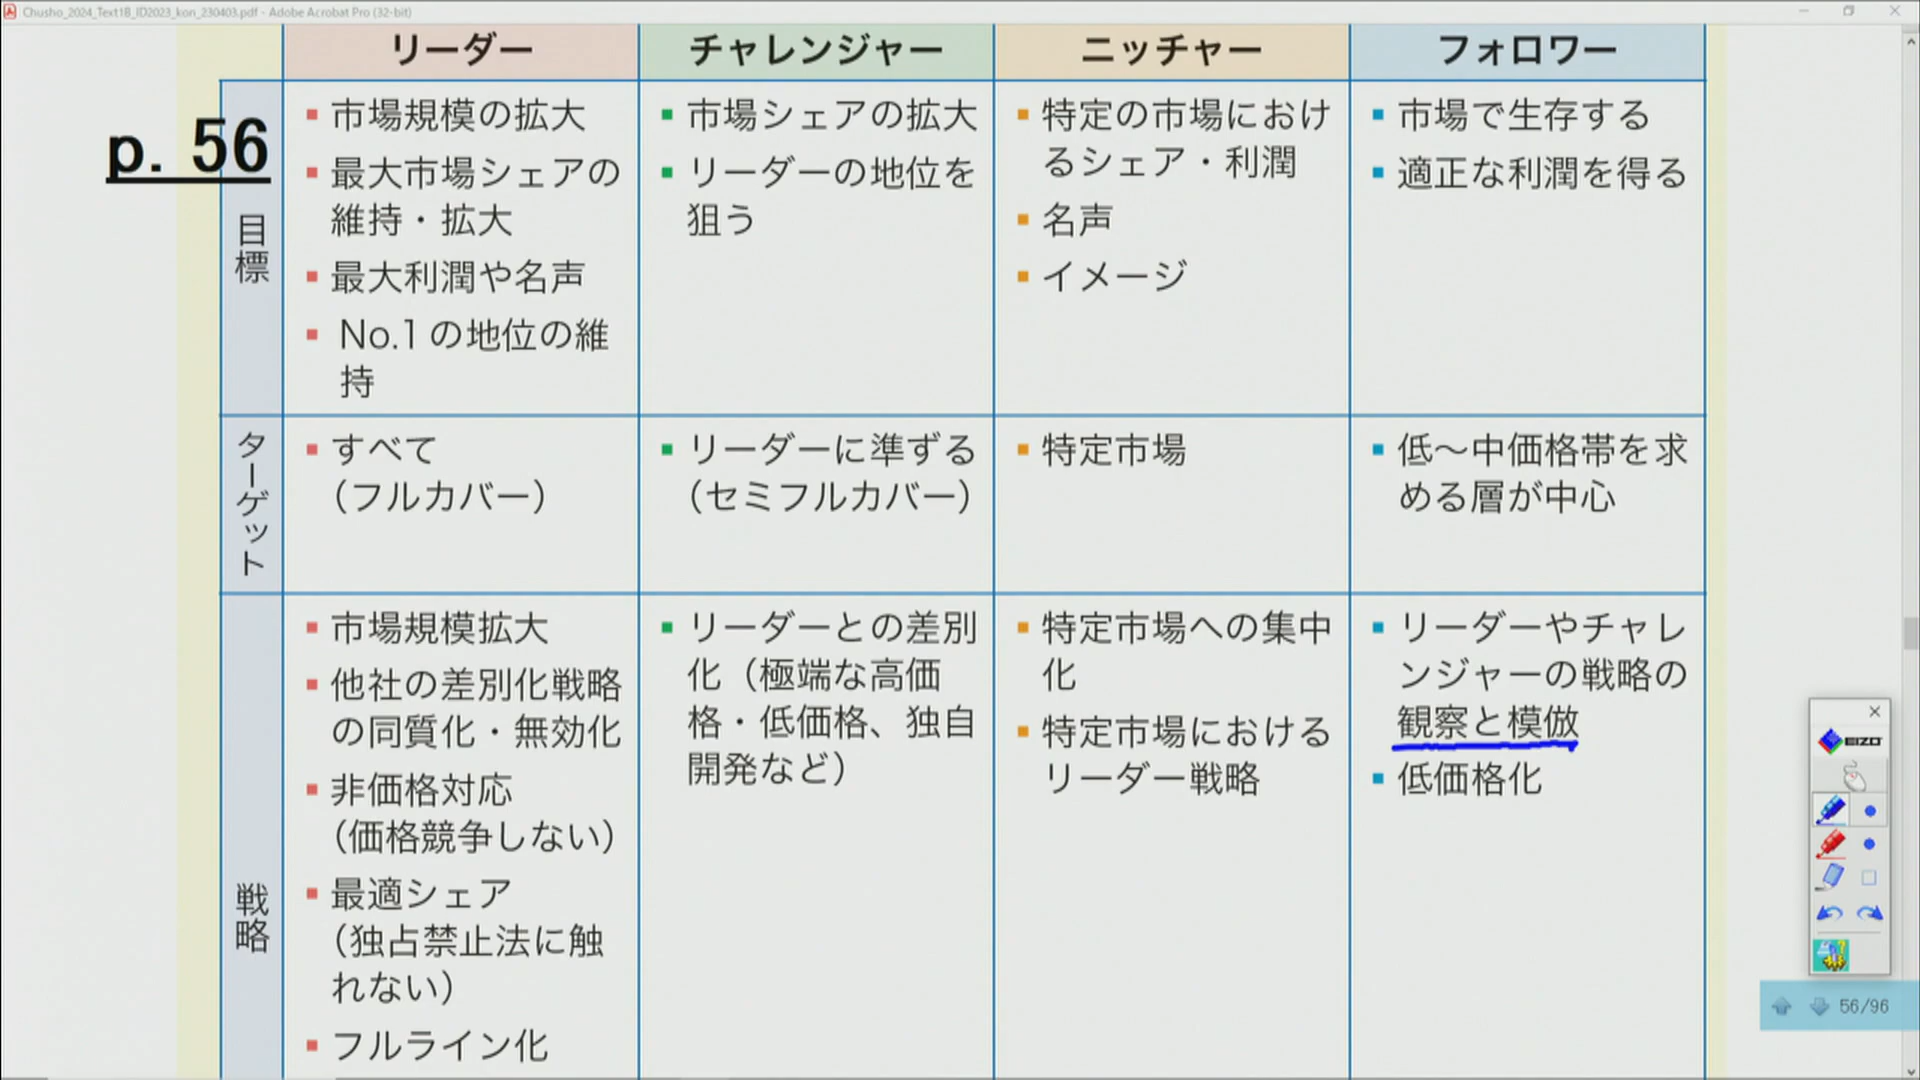 Chusho_2024_Text1B_ID2023_kon_230403.pdf - Adobe Acrobat Pro (32-bit)
リーダー
チャレンジャー
ニッチャー
フォロワー
p. 56
目標
市場規模の拡大
最大市場シェアの
維持・拡大
最大利潤や名声
No.1の地位の維
持
市場シェアの拡大
リーダーの地位を
狙う
特定の市場におけ
るシェア・利潤
名声
イメージ
市場で生存する
適正な利潤を得る
ターゲット
すべて
（フルカバー）
リーダーに準ずる
（セミフルカバー）
特定市場
低〜中価格帯を求
める層が中心
戦略
市場規模拡大
他社の差別化戦略
の同質化・無効化
非価格対応
（価格競争しない）
最適シェア
（独占禁止法に触
れない）
フルライン化
リーダーとの差別
化（極端な高価
格・低価格、独自
開発など）
特定市場への集中
化
特定市場における
リーダー戦略
リーダーやチャレ
ンジャーの戦略の
観察と模倣
低価格化
EIZO
56/96